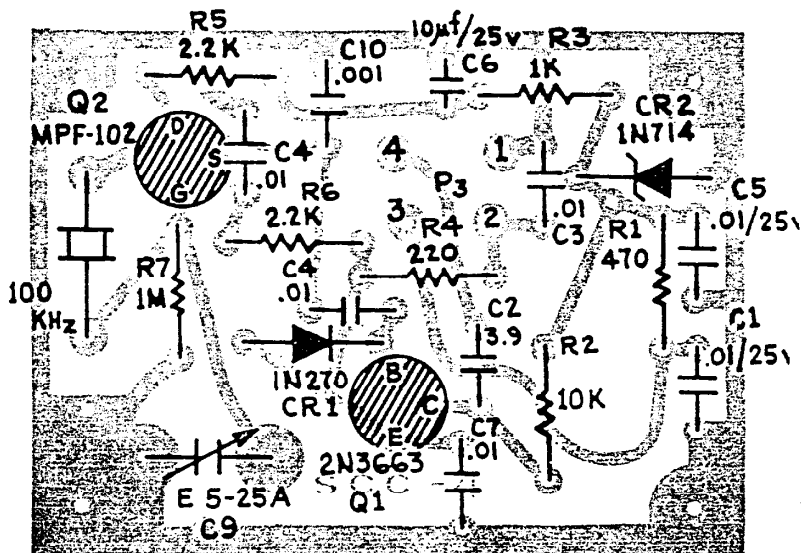 R5
2.2K
C10
.001
10µf/25v
C6
R3
1K
CR2
1N714
Q2
MPF-102
D
S
G
C4
.01
4
1
P3
3
2
R6
2.2K
R4
220
.01
C3
R1
470
C5
.01/25v
100
KHz
R7
1M
C4
.01
C2
3.9
C1
.01/25v
1N270
CR1
B
C
E
R2
10K
C7
.01
2N3663
Q1
SCC-
E 5-25A
C9